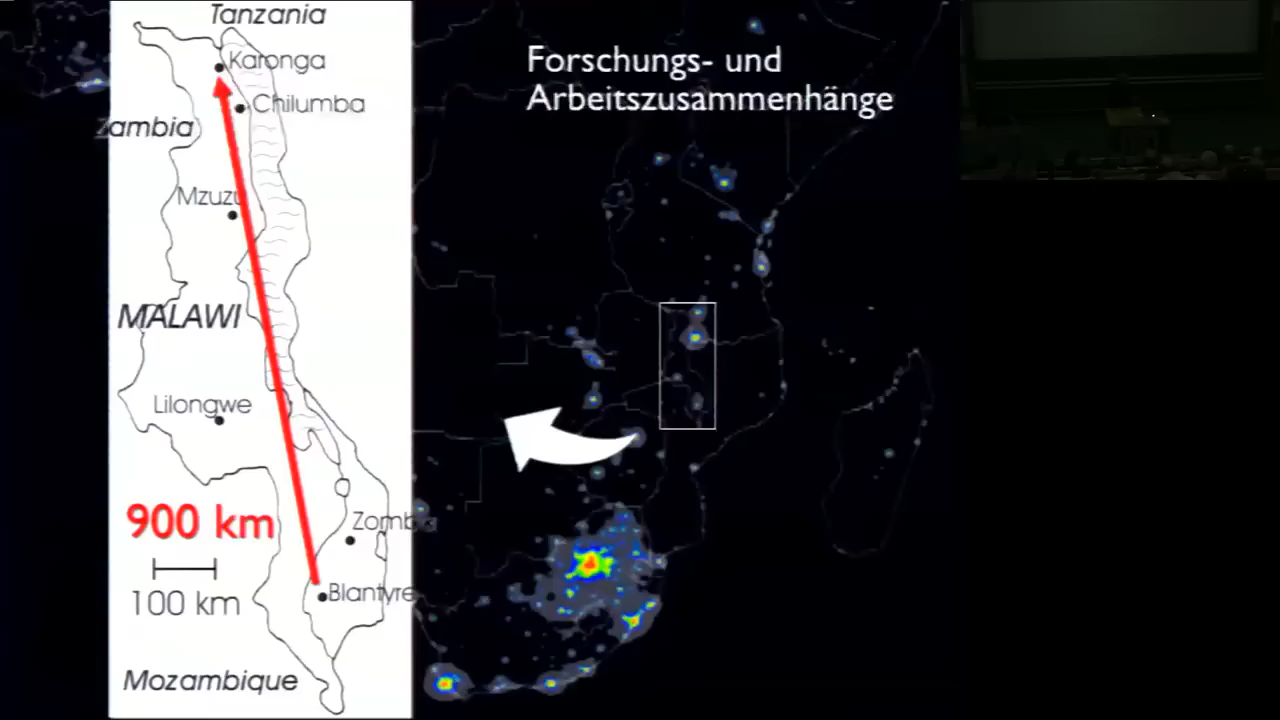 Tanzania
Karonga
Chilumba
Zambia
Mzuzu
MALAWI
Lilongwe
900 km
Zomba
100 km
Blantyre
Mozambique
Forschungs- und
Arbeitszusammenhänge